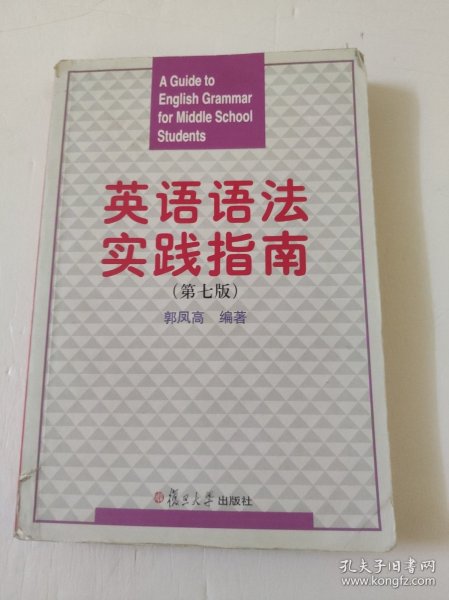 A Guide to
English Grammar
for Middle School
Students
英语语法
实践指南
(第七版)
郭凤高 编著
復旦大學出版社
孔夫子旧书网
www.kongfz.com